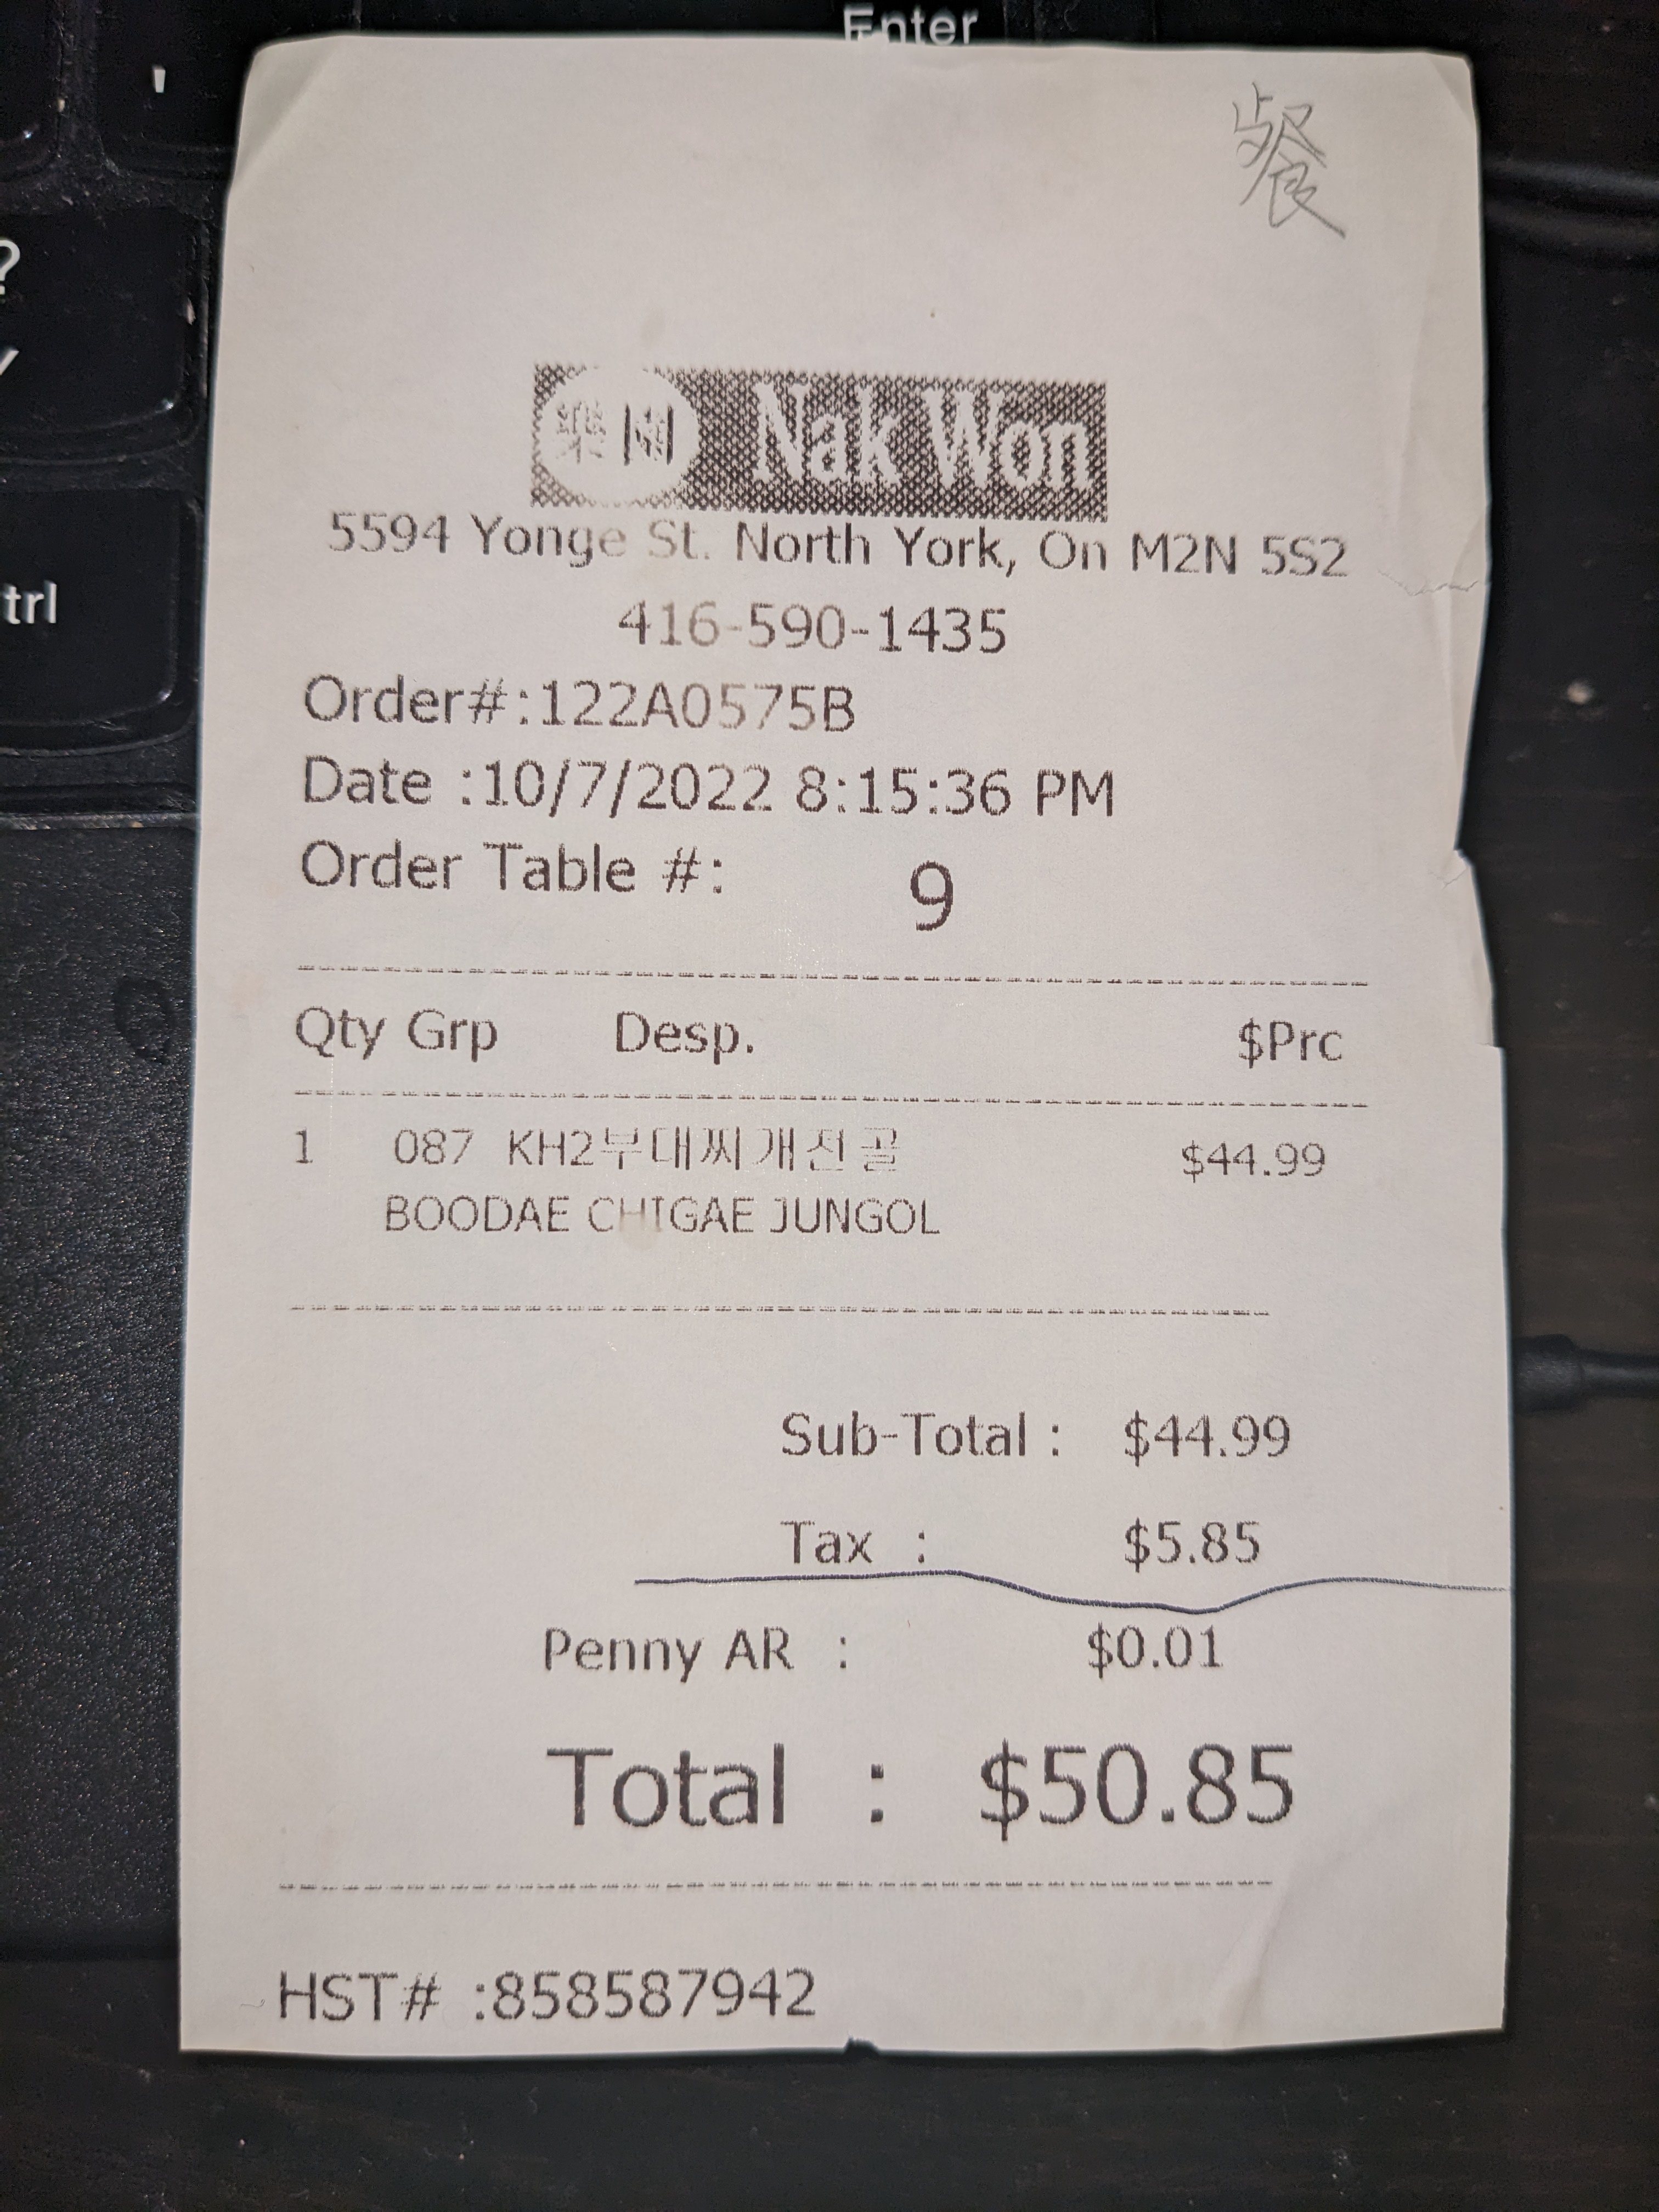 Enter
'
?
/
trl
餐
樂園 Nak Won
5594 Yonge St. North York, On M2N 5S2
416-590-1435
Order#:122A0575B
Date :10/7/2022 8:15:36 PM
Order Table #: 9
Qty Grp Desp. $Prc
1 087 KH2부대찌개전골 $44.99
BOODAE CHIGAE JUNGOL
Sub-Total : $44.99
Tax : $5.85
Penny AR : $0.01
Total : $50.85
HST# :858587942